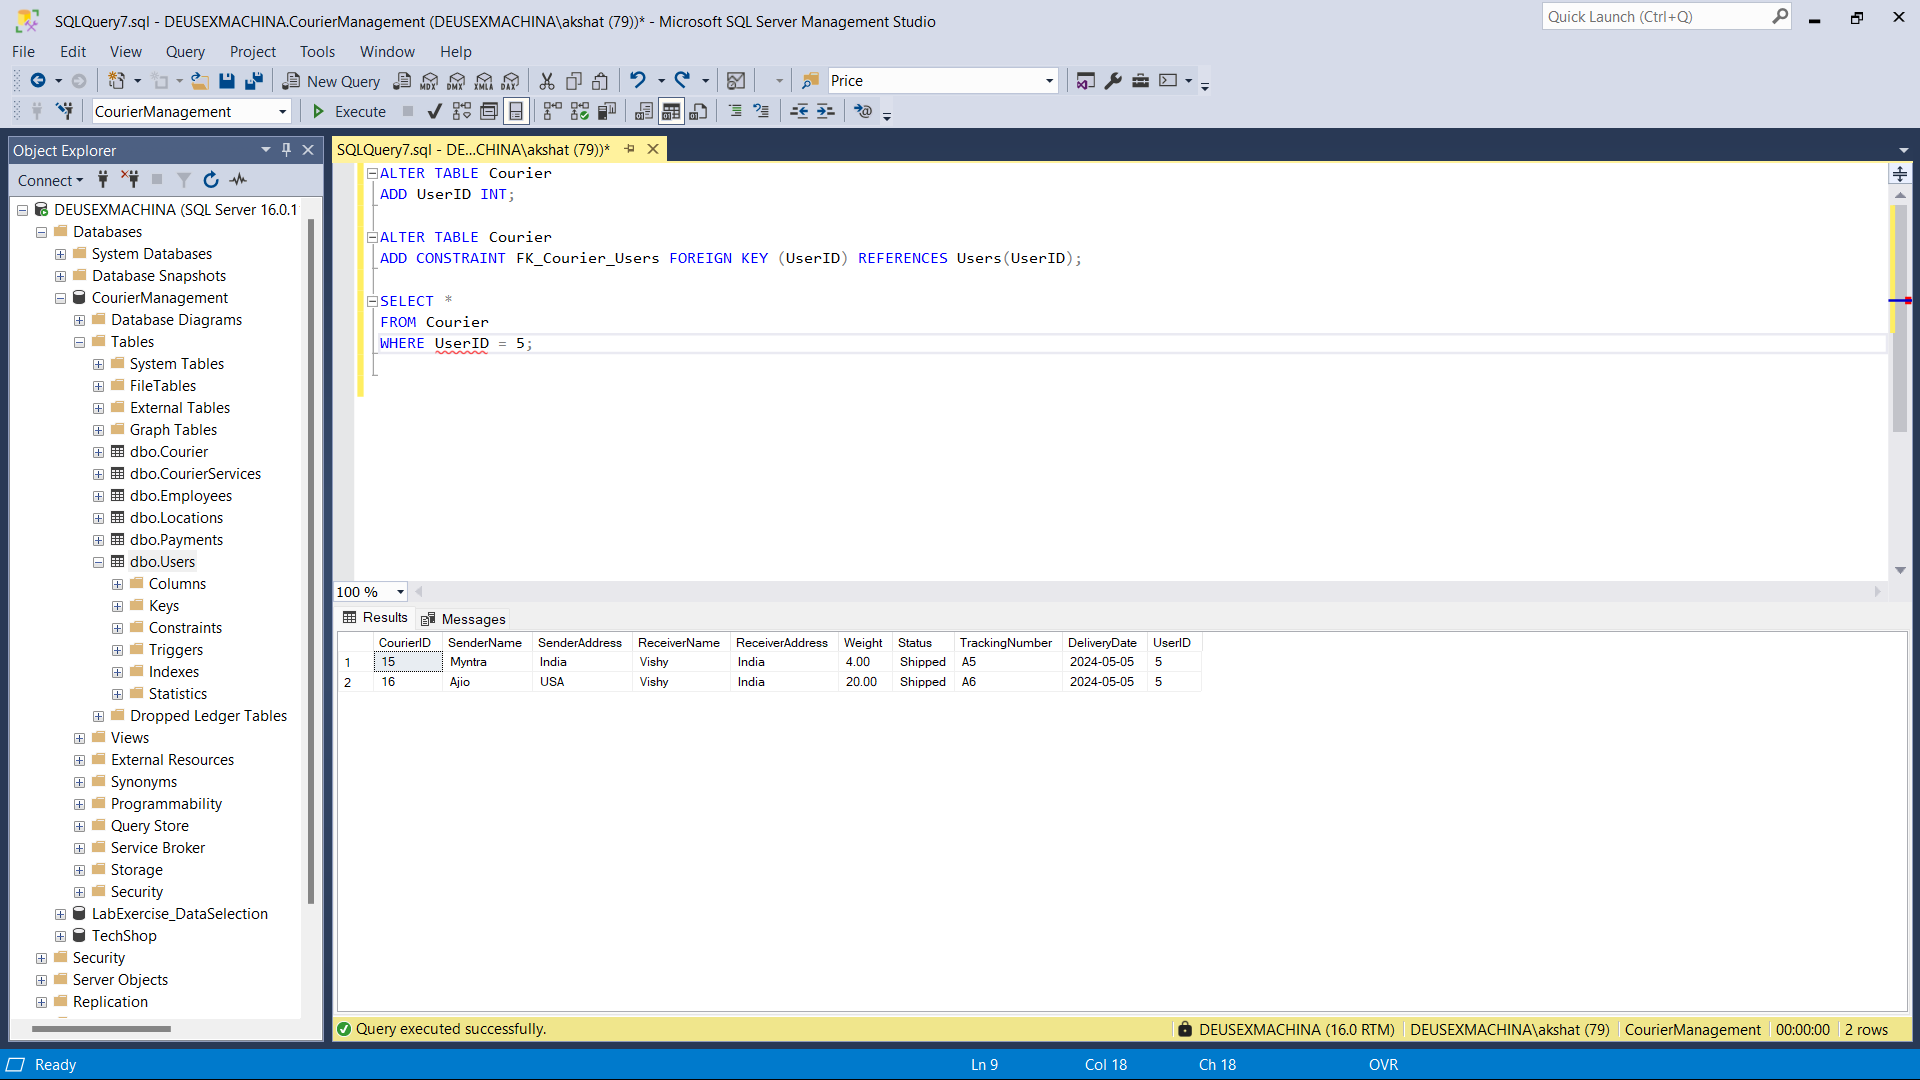 SQLQuery7.sql - DEUSEXMACHINA.CourierManagement (DEUSEXMACHINA\akshat (79))* - Microsoft SQL Server Management Studio
Quick Launch (Ctrl+Q)
File Edit View Query Project Tools Window Help
New Query MDX DMX XMLA DAX Price
CourierManagement Execute
Object Explorer
Connect
DEUSEXMACHINA (SQL Server 16.0.1
Databases
System Databases
Database Snapshots
CourierManagement
Database Diagrams
Tables
System Tables
FileTables
External Tables
Graph Tables
dbo.Courier
dbo.CourierServices
dbo.Employees
dbo.Locations
dbo.Payments
dbo.Users
Columns
Keys
Constraints
Triggers
Indexes
Statistics
Dropped Ledger Tables
Views
External Resources
Synonyms
Programmability
Query Store
Service Broker
Storage
Security
LabExercise_DataSelection
TechShop
Security
Server Objects
Replication
SQLQuery7.sql - DE...CHINA\akshat (79))*
ALTER TABLE Courier
ADD UserID INT;
ALTER TABLE Courier
ADD CONSTRAINT FK_Courier_Users FOREIGN KEY (UserID) REFERENCES Users(UserID);
SELECT *
FROM Courier
WHERE UserID = 5;
100 %
Results Messages
CourierID SenderName SenderAddress ReceiverName ReceiverAddress Weight Status TrackingNumber DeliveryDate UserID
1 15 Myntra India Vishy India 4.00 Shipped A5 2024-05-05 5
2 16 Ajio USA Vishy India 20.00 Shipped A6 2024-05-05 5
Query executed successfully. DEUSEXMACHINA (16.0 RTM) DEUSEXMACHINA\akshat (79) CourierManagement 00:00:00 2 rows
Ready Ln 9 Col 18 Ch 18 OVR